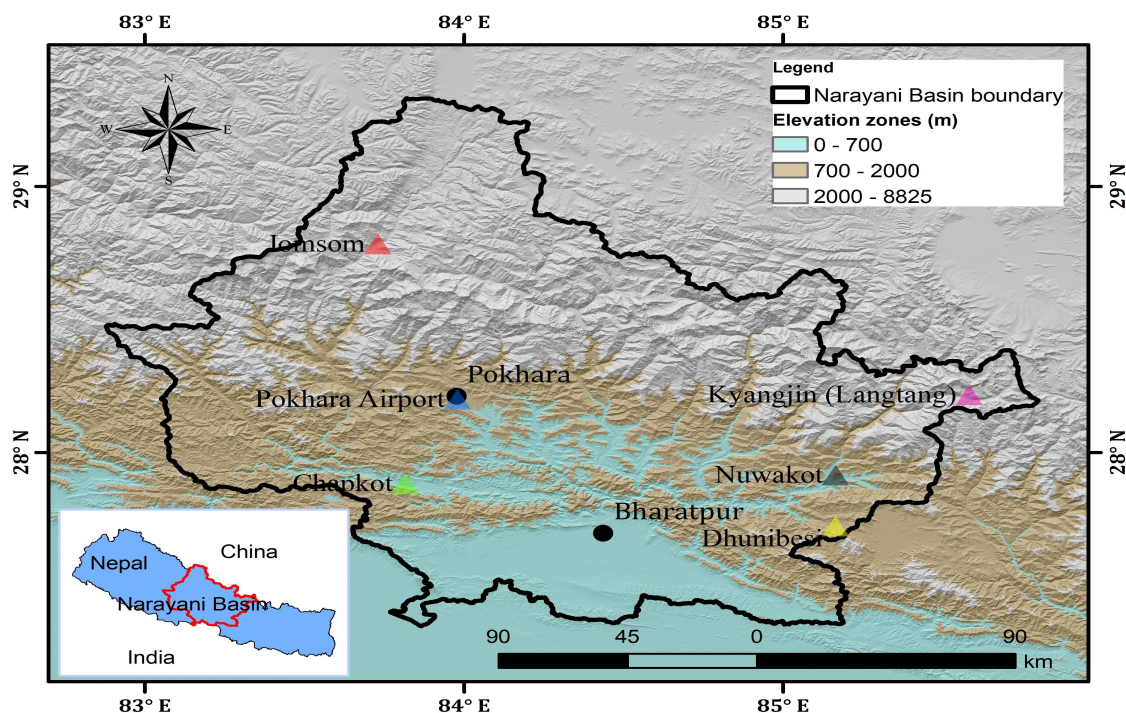 83° E 84° E 85° E
N
W E
S
Legend
Narayani Basin boundary
Elevation zones (m)
0 - 700
700 - 2000
2000 - 8825
29° N 29° N
Jomsom
Pokhara
Pokhara Airport
Kyangjin (Langtang)
28° N 28° N
Nuwakot
Chapkot
Bharatpur
Dhunibesi
China
Nepal
Narayani Basin
India
90 45 0 90
km
83° E 84° E 85° E